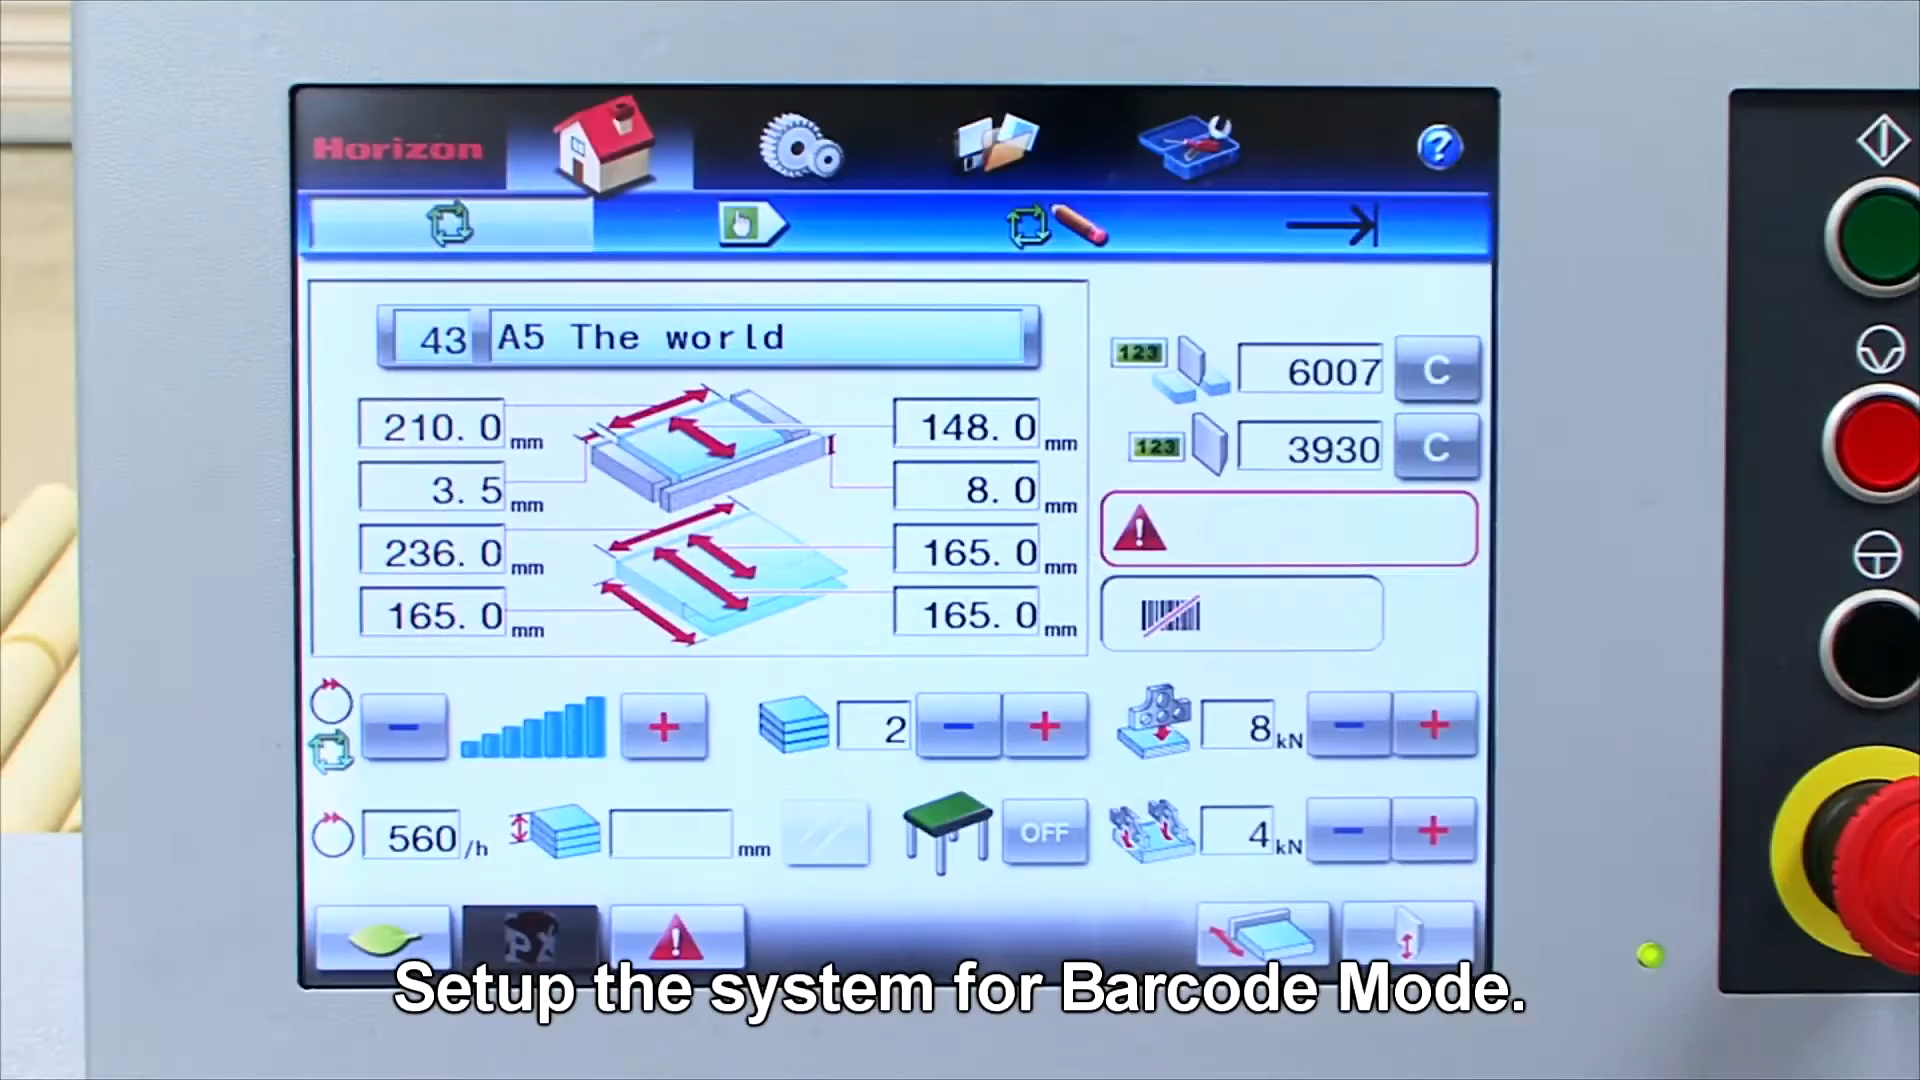 Horizon
?
43 A5 The world
210.0 mm 148.0 mm
3.5 mm 8.0 mm
236.0 mm 165.0 mm
165.0 mm 165.0 mm
123 6007 C
123 3930 C
!
2
8 kN
560 /h
mm
OFF
4 kN
!
Setup the system for Barcode Mode.